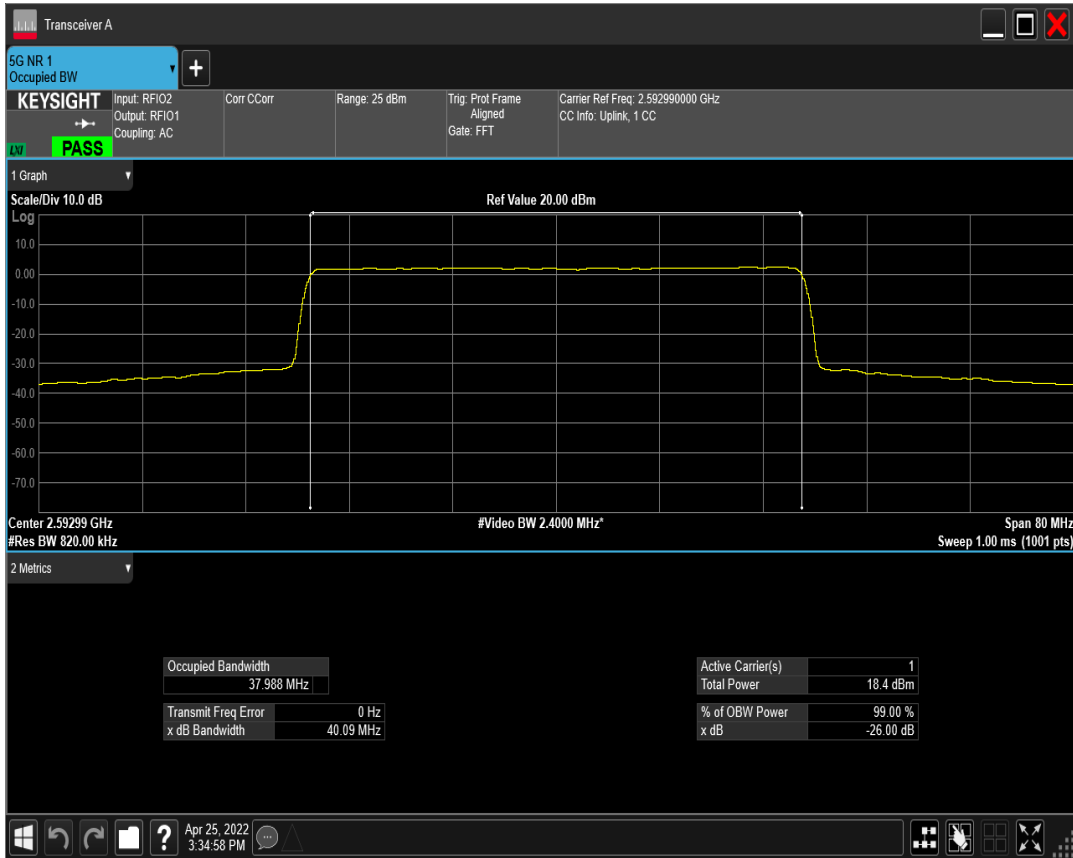 Transceiver A
5G NR 1
Occupied BW
+
KEYSIGHT
LXI
PASS
Input: RFIO2
Output: RFIO1
Coupling: AC
Corr CCorr
Range: 25 dBm
Trig: Prot Frame
Aligned
Gate: FFT
Carrier Ref Freq: 2.592990000 GHz
CC Info: Uplink, 1 CC
1 Graph
Scale/Div 10.0 dB
Ref Value 20.00 dBm
Log
10.0
0.00
-10.0
-20.0
-30.0
-40.0
-50.0
-60.0
-70.0
Center 2.59299 GHz
#Video BW 2.4000 MHz*
Span 80 MHz
#Res BW 820.00 kHz
Sweep 1.00 ms (1001 pts)
2 Metrics
Occupied Bandwidth
37.988 MHz
Transmit Freq Error 0 Hz
x dB Bandwidth 40.09 MHz
Active Carrier(s) 1
Total Power 18.4 dBm
% of OBW Power 99.00 %
x dB -26.00 dB
?
Apr 25, 2022
3:34:58 PM